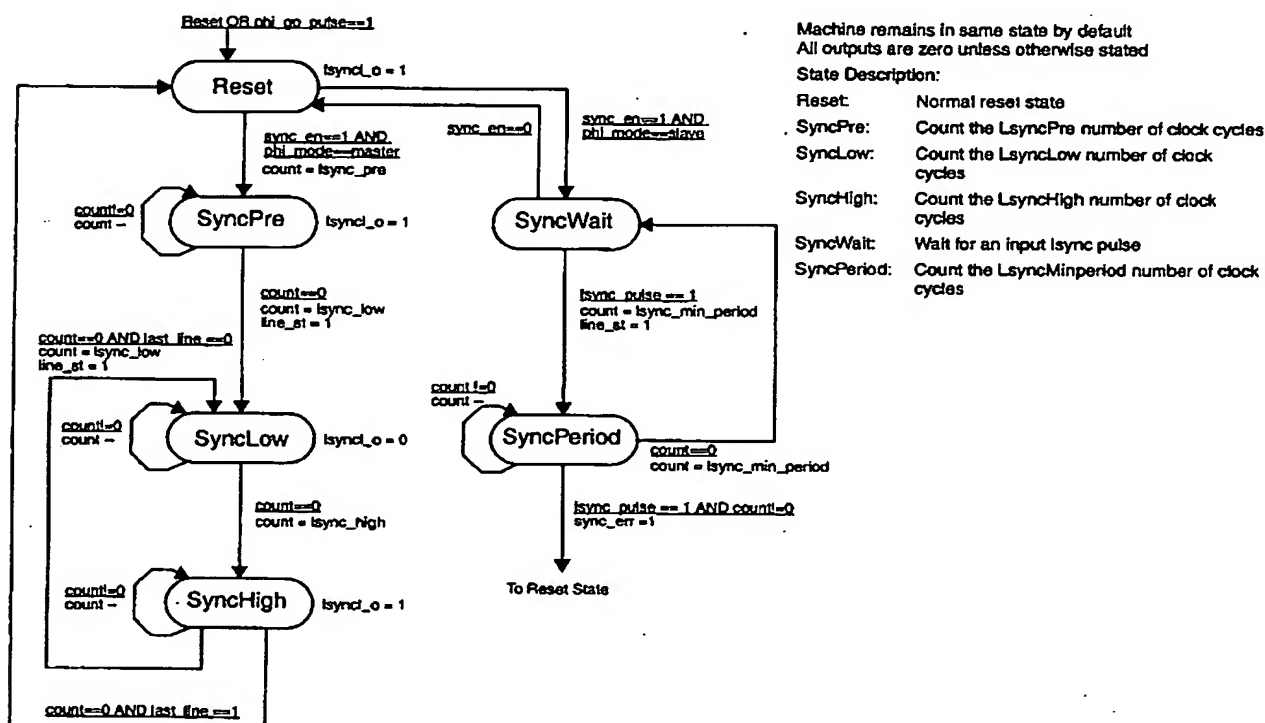 Reset OR phi_go_pulse==1
Reset
lsyncl_o = 1
sync_en==1 AND
phi_mode==master
count = lsync_pre
sync_en==0
sync_en==1 AND
phi_mode==slave
count!=0
count –
SyncPre
lsyncl_o = 1
SyncWait
count==0
count = lsync_low
line_st = 1
lsync_pulse == 1
count = lsync_min_period
line_st = 1
count==0 AND last_line ==0
count = lsync_low
line_st = 1
count!=0
count –
SyncLow
lsyncl_o = 0
count !=0
count –
SyncPeriod
count==0
count = lsync_min_period
count==0
count = lsync_high
lsync_pulse == 1 AND count!=0
sync_err =1
To Reset State
count!=0
count –
SyncHigh
lsyncl_o = 1
count==0 AND last_line ==1
Machine remains in same state by default
All outputs are zero unless otherwise stated
State Description:
Reset: Normal reset state
SyncPre: Count the LsyncPre number of clock cycles
SyncLow: Count the LsyncLow number of clock
cycles
SyncHigh: Count the LsyncHigh number of clock
cycles
SyncWait: Wait for an input lsync pulse
SyncPeriod: Count the LsyncMinperiod number of clock
cycles